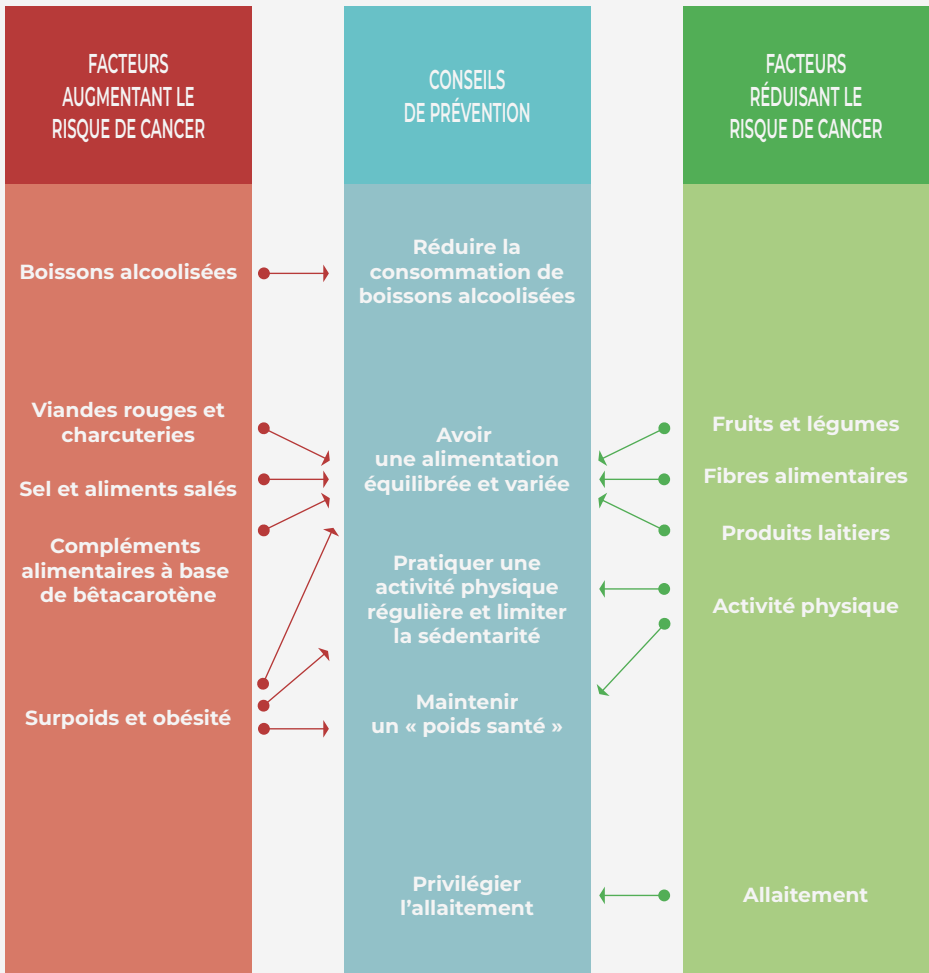 FACTEURS
AUGMENTANT LE
RISQUE DE CANCER
Boissons alcoolisées
Viandes rouges et
charcuteries
Sel et aliments salés
Compléments
alimentaires à base
de bêtacarotène
Surpoids et obésité
CONSEILS
DE PRÉVENTION
Réduire la
consommation de
boissons alcoolisées
Avoir
une alimentation
équilibrée et variée
Pratiquer une
activité physique
régulière et limiter
la sédentarité
Maintenir
un « poids santé »
Privilégier
l’allaitement
FACTEURS
RÉDUISANT LE
RISQUE DE CANCER
Fruits et légumes
Fibres alimentaires
Produits laitiers
Activité physique
Allaitement